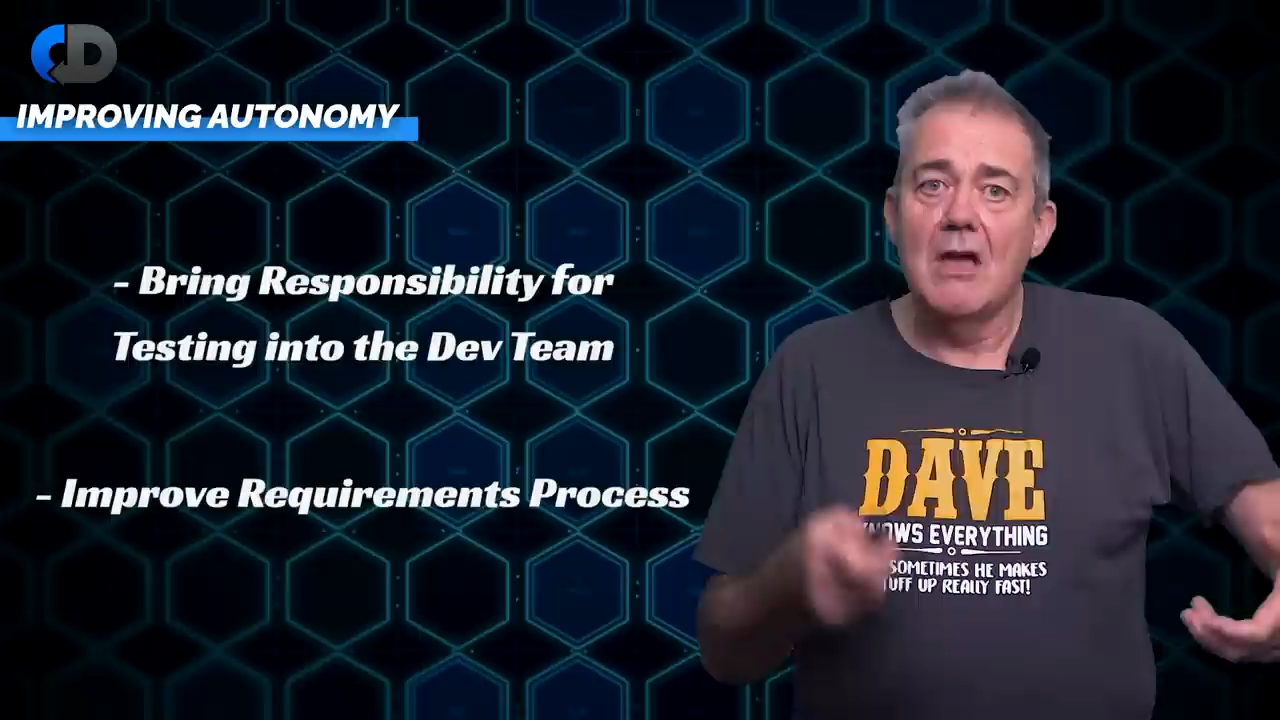 CD
IMPROVING AUTONOMY
- Bring Responsibility for
Testing into the Dev Team
- Improve Requirements Process
DAVE
EVERYTHING
SOMETIMES HE MAKES
UP REALLY FAST!